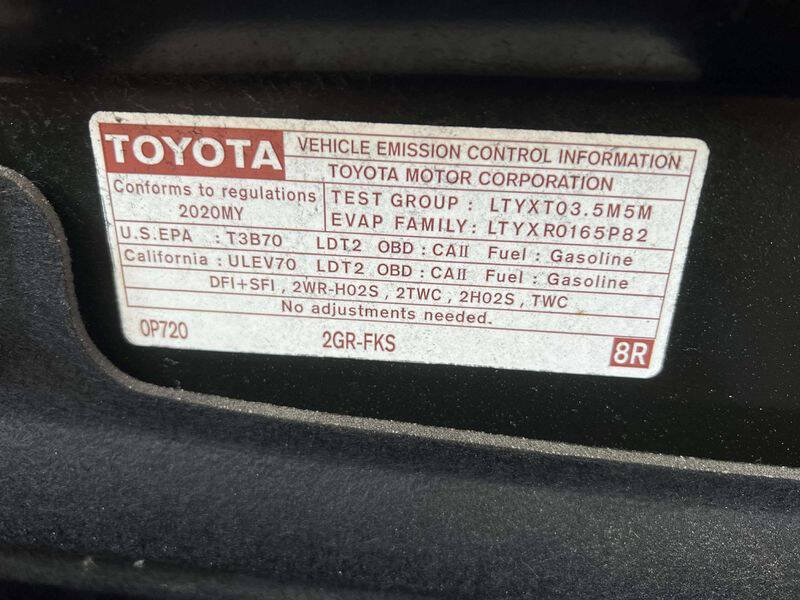 TOYOTA VEHICLE EMISSION CONTROL INFORMATION
TOYOTA MOTOR CORPORATION
Conforms to regulations
2020MY
TEST GROUP : LTYXT03.5M5M
EVAP FAMILY: LTYXR0165P82
U.S.EPA : T3B70 LDT2 OBD : CAII Fuel : Gasoline
California : ULEV70 LDT2 OBD : CAII Fuel : Gasoline
DFI+SFI , 2WR-HO2S , 2TWC , 2HO2S , TWC
No adjustments needed.
0P720 2GR-FKS 8R